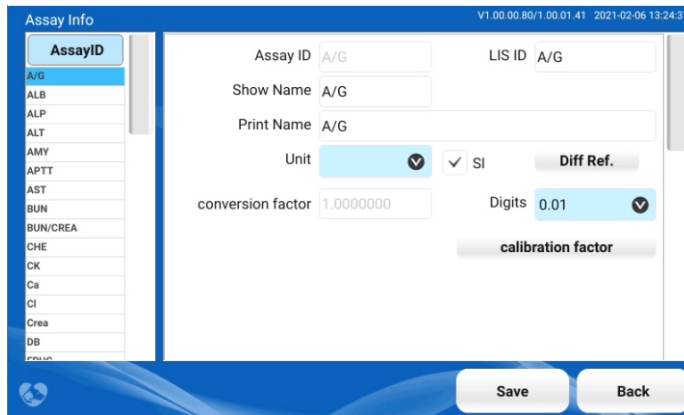 Assay Info
V1.00.00.80/1.00.01.41 2021-02-06 13:24:3
AssayID
A/G
ALB
ALP
ALT
AMY
APTT
AST
BUN
BUN/CREA
CHE
CK
Ca
Cl
Crea
DB
Assay ID A/G LIS ID A/G
Show Name A/G
Print Name A/G
Unit SI Diff Ref.
conversion factor 1.0000000 Digits 0.01
calibration factor
Save Back